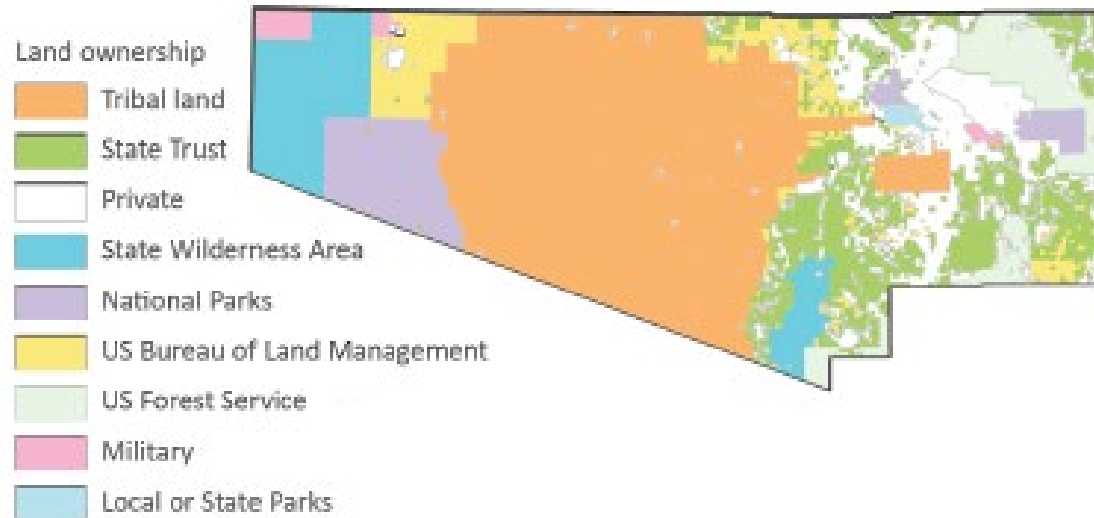 Land ownership
Tribal land
State Trust
Private
State Wilderness Area
National Parks
US Bureau of Land Management
US Forest Service
Military
Local or State Parks